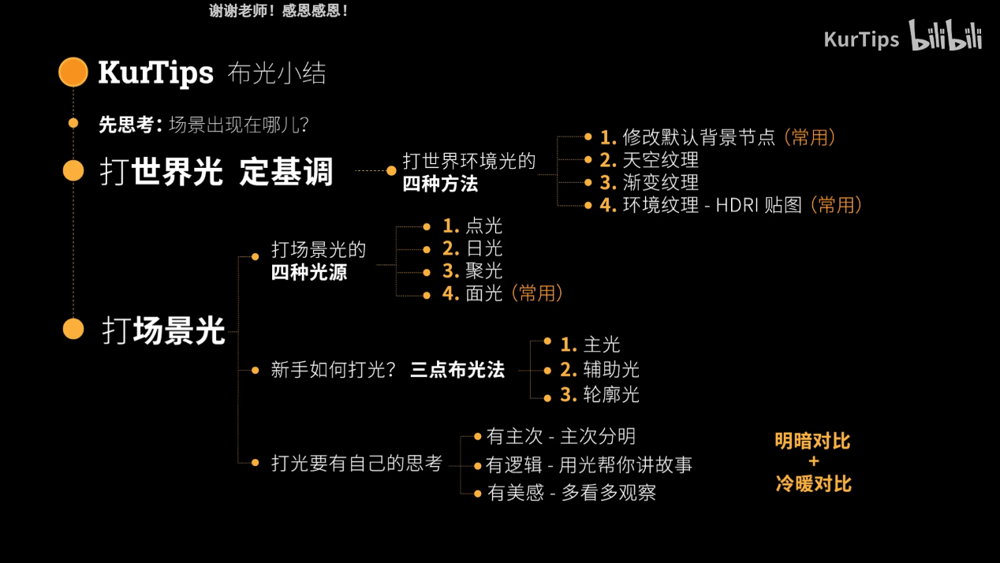 谢谢老师！感恩感恩！
KurTips bilibili
KurTips 布光小结
先思考：场景出现在哪儿？
打世界光 定基调
打世界环境光的
四种方法
1. 修改默认背景节点（常用）
2. 天空纹理
3. 渐变纹理
4. 环境纹理 - HDRI 贴图（常用）
打场景光
打场景光的
四种光源
1. 点光
2. 日光
3. 聚光
4. 面光（常用）
新手如何打光？ 三点布光法
1. 主光
2. 辅助光
3. 轮廓光
打光要有自己的思考
有主次 - 主次分明
有逻辑 - 用光帮你讲故事
有美感 - 多看多观察
明暗对比
+
冷暖对比